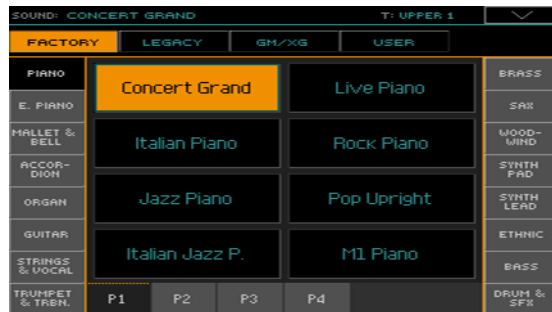 SOUND: CONCERT GRAND T: UPPER 1
FACTORY LEGACY GM/XG USER
PIANO
E. PIANO
MALLET &
BELL
ACCOR-
DION
ORGAN
GUITAR
STRINGS
& VOCAL
TRUMPET
& TRBN.
Concert Grand Live Piano
Italian Piano Rock Piano
Jazz Piano Pop Upright
Italian Jazz P. M1 Piano
P1 P2 P3 P4
BRASS
SAX
WOOD-
WIND
SYNTH
PAD
SYNTH
LEAD
ETHNIC
BASS
DRUM &
SFX